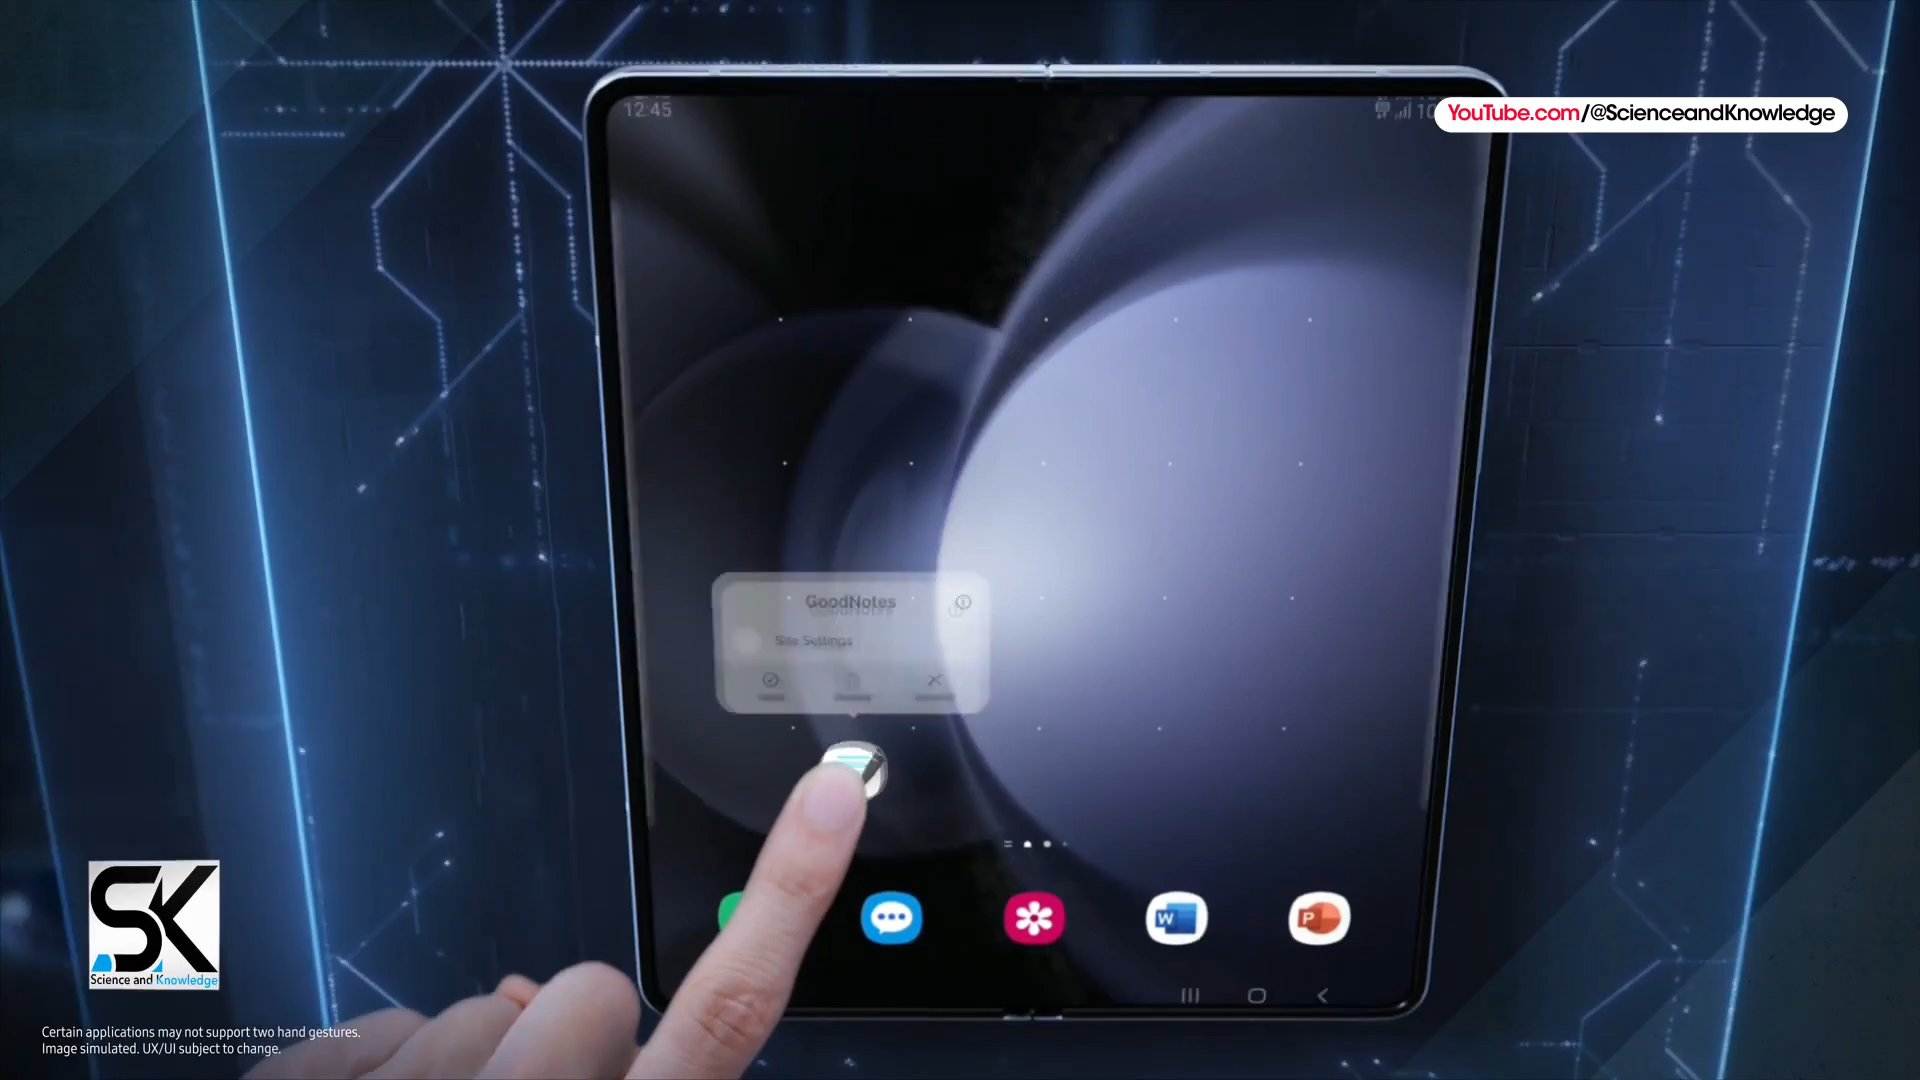 12:45
YouTube.com/@ScienceandKnowledge
GoodNotes
Site Settings
W
P
SK
Science and Knowledge
Certain applications may not support two hand gestures.
Image simulated. UX/UI subject to change.